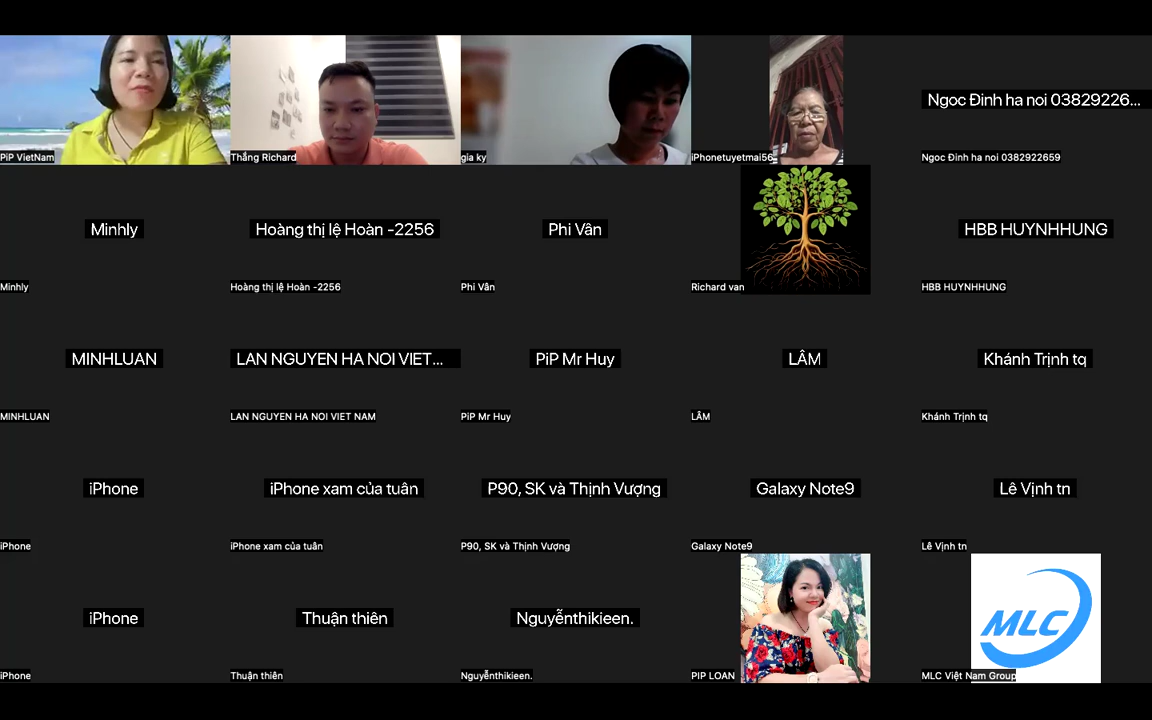 PiP VietNam
Thắng Richard
gia ky
iPhonetuyetmai56
Ngoc Đinh ha noi 03829226...
Ngoc Đinh ha noi 0382922659
Minhly
Minhly
Hoàng thị lệ Hoàn -2256
Hoàng thị lệ Hoàn -2256
Phi Vân
Phi Vân
Richard van
HBB HUYNHHUNG
HBB HUYNHHUNG
MINHLUAN
MINHLUAN
LAN NGUYEN HA NOI VIET...
LAN NGUYEN HA NOI VIET NAM
PiP Mr Huy
PiP Mr Huy
LÂM
LÂM
Khánh Trịnh tq
Khánh Trịnh tq
iPhone
iPhone
iPhone xam của tuân
iPhone xam của tuân
P90, SK và Thịnh Vượng
P90, SK và Thịnh Vượng
Galaxy Note9
Galaxy Note9
Lê Vịnh tn
Lê Vịnh tn
iPhone
iPhone
Thuận thiên
Thuận thiên
Nguyễnthikieen.
Nguyễnthikieen.
PIP LOAN
MLC
MLC Việt Nam Group